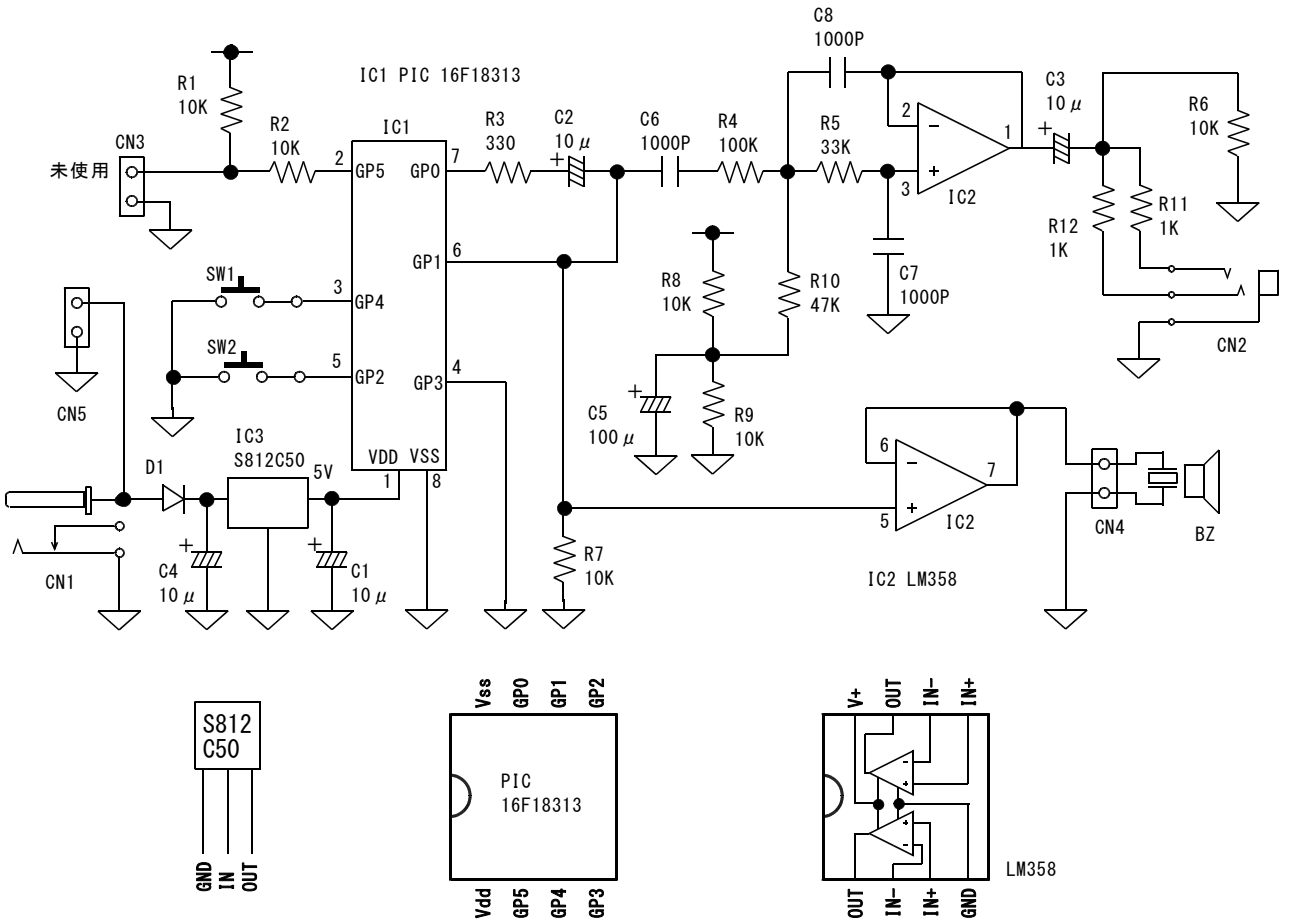 C8
1000P
IC1 PIC 16F18313
R1
10K
C3
10μ
R6
10K
CN3
R2
10K
IC1
R3
330
C2
10μ
C6
1000P
R4
100K
R5
33K
2
－
1
+
未使用
2
GP5
GP0
7
+
+
3
IC2
R12
1K
R11
1K
GP1
6
SW1
3
GP4
R8
10K
R10
47K
C7
1000P
SW2
5
GP2
GP3
4
CN2
CN5
+
C5
100μ
R9
10K
IC3
S812C50
5V
VDD
VSS
1
8
D1
6
－
7
+
5
IC2
CN4
BZ
+
C4
10μ
+
C1
10μ
R7
10K
CN1
IC2 LM358
Vss
GP0
GP1
GP2
V+
OUT
IN-
IN+
S812
C50
PIC
16F18313
-
+
+
-
GND
IN
OUT
Vdd
GP5
GP4
GP3
OUT
IN-
IN+
GND
LM358